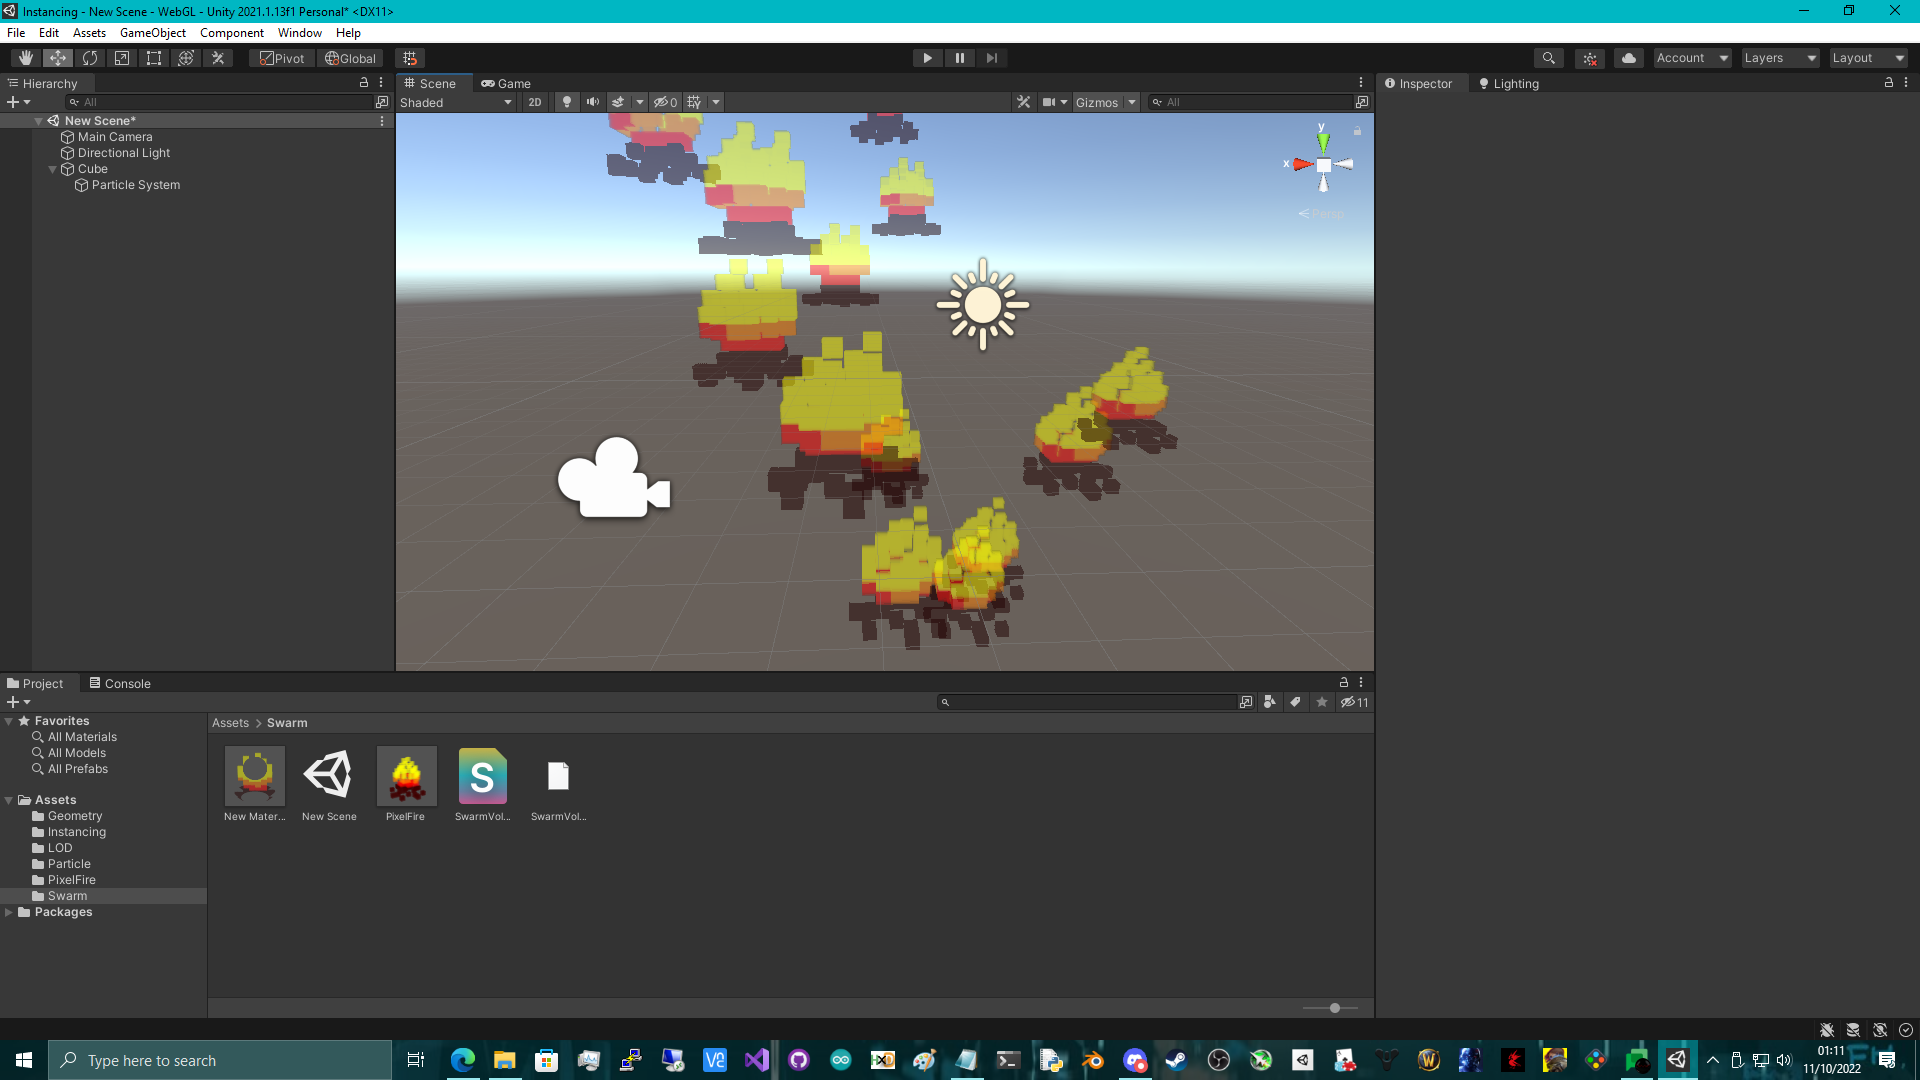 Instancing - New Scene - WebGL - Unity 2021.1.13f1 Personal* <DX11>
File Edit Assets GameObject Component Window Help
Pivot Global Account Layers Layout
Hierarchy Scene Game Inspector Lighting
All Shaded 2D 0 Gizmos All
New Scene*
Main Camera
Directional Light
Cube
Particle System
y
x
Persp
Project Console
11
Favorites
All Materials
All Models
All Prefabs
Assets
Geometry
Instancing
LOD
Particle
PixelFire
Swarm
Packages
Assets > Swarm
S
New Mater... New Scene PixelFire SwarmVol... SwarmVol...
Type here to search
01:11
11/10/2022